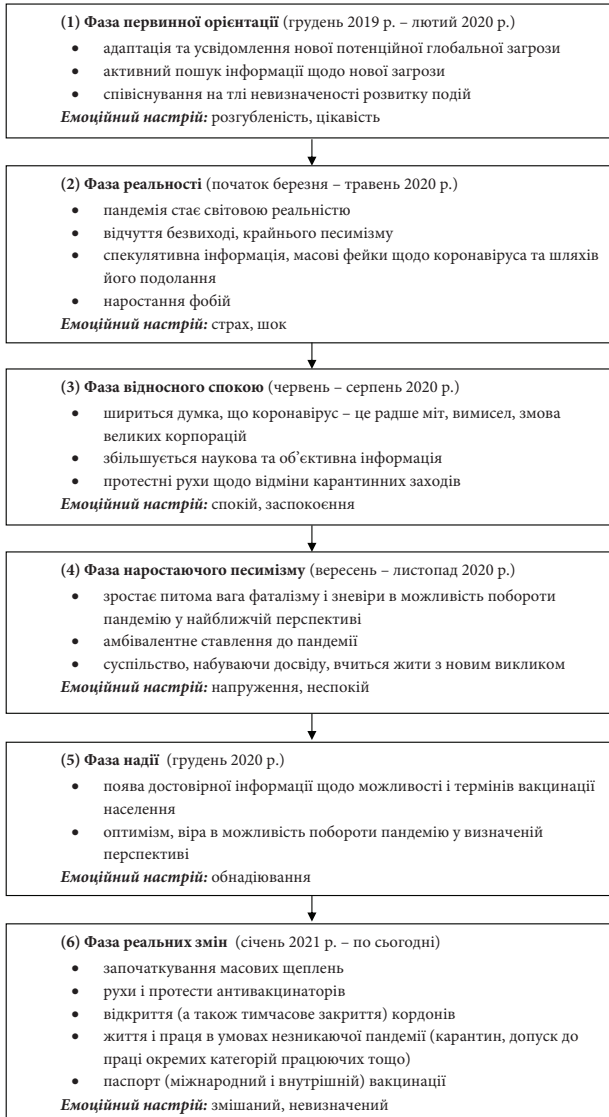 (1) Фаза первинної орієнтації (грудень 2019 р. – лютий 2020 р.)
• адаптація та усвідомлення нової потенційної глобальної загрози
• активний пошук інформації щодо нової загрози
• співіснування на тлі невизначеності розвитку подій
Емоційний настрій: розгубленість, цікавість
(2) Фаза реальності (початок березня – травень 2020 р.)
• пандемія стає світовою реальністю
• відчуття безвиході, крайнього песимізму
• спекулятивна інформація, масові фейки щодо коронавіруса та шляхів
його подолання
• наростання фобій
Емоційний настрій: страх, шок
(3) Фаза відносного спокою (червень – серпень 2020 р.)
• шириться думка, що коронавірус – це радше міт, вимисел, змова
великих корпорацій
• збільшується наукова та об’єктивна інформація
• протестні рухи щодо відміни карантинних заходів
Емоційний настрій: спокій, заспокоєння
(4) Фаза наростаючого песимізму (вересень – листопад 2020 р.)
• зростає питома вага фаталізму і зневіри в можливість побороти
пандемію у найближчій перспективі
• амбівалентне ставлення до пандемії
• суспільство, набуваючи досвіду, вчиться жити з новим викликом
Емоційний настрій: напруження, неспокій
(5) Фаза надії (грудень 2020 р.)
• поява достовірної інформації щодо можливості і термінів вакцинації
населення
• оптимізм, віра в можливість побороти пандемію у визначеній
перспективі
Емоційний настрій: обнадіювання
(6) Фаза реальних змін (січень 2021 р. – по сьогодні)
• започаткування масових щеплень
• рухи і протести антивакцинаторів
• відкриття (а також тимчасове закриття) кордонів
• життя і праця в умовах незникаючої пандемії (карантин, допуск до
праці окремих категорій працюючих тощо)
• паспорт (міжнародний і внутрішній) вакцинації
Емоційний настрій: змішаний, невизначений